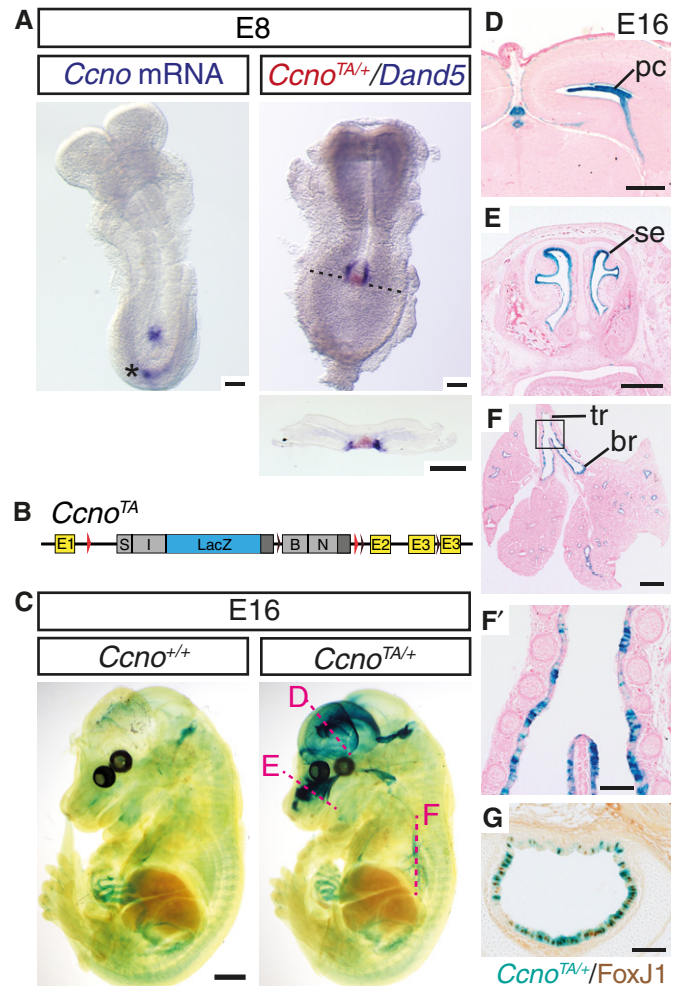 A
E8
Ccno mRNA
Ccno^TA/+/Dand5
*
B
Ccno^TA
E1 S I LacZ B N E2 E3 E3
C
E16
Ccno^+/+
Ccno^TA/+
D
E
F
D E16
pc
E
se
F
tr
br
F′
G
Ccno^TA/+/FoxJ1